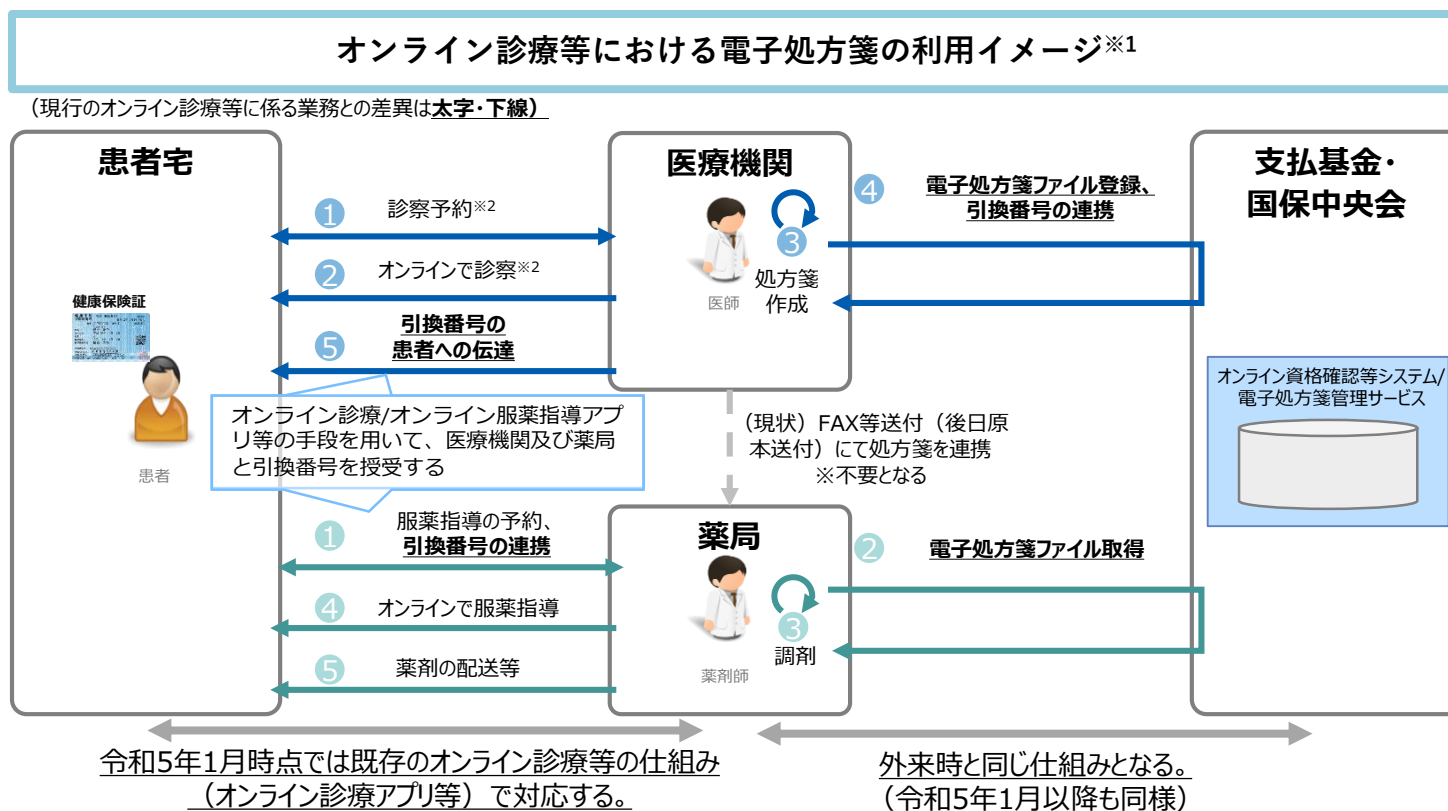 オンライン診療等における電子処方箋の利用イメージ※1
（現行のオンライン診療等に係る業務との差異は太字・下線）
患者宅
医療機関
支払基金・
国保中央会
1
診察予約※2
2
オンラインで診察※2
5
引換番号の
患者への伝達
健康保険証
患者
医師
3
処方箋
作成
4
電子処方箋ファイル登録、
引換番号の連携
オンライン資格確認等システム/
電子処方箋管理サービス
オンライン診療/オンライン服薬指導アプ
リ等の手段を用いて、医療機関及び薬局
と引換番号を授受する
（現状）FAX等送付（後日原
本送付）にて処方箋を連携
※不要となる
1
服薬指導の予約、
引換番号の連携
4
オンラインで服薬指導
5
薬剤の配送等
薬局
薬剤師
3
調剤
2
電子処方箋ファイル取得
令和5年1月時点では既存のオンライン診療等の仕組み
（オンライン診療アプリ等）で対応する。
外来時と同じ仕組みとなる。
（令和5年1月以降も同様）